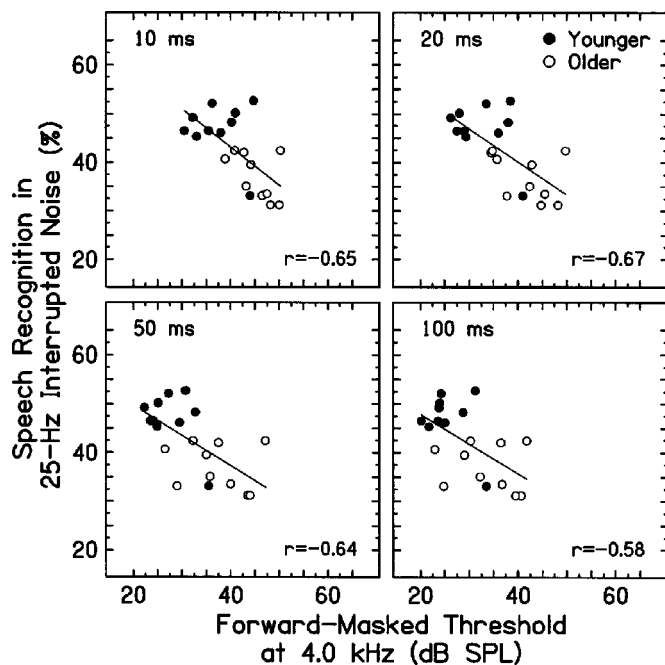 Speech Recognition in
25-Hz Interrupted Noise (%)
10 ms
60
40
20
r=-0.65
20 ms
Younger
Older
r=-0.67
50 ms
60
40
20
r=-0.64
20 40 60
100 ms
r=-0.58
20 40 60
Forward-Masked Threshold
at 4.0 kHz (dB SPL)